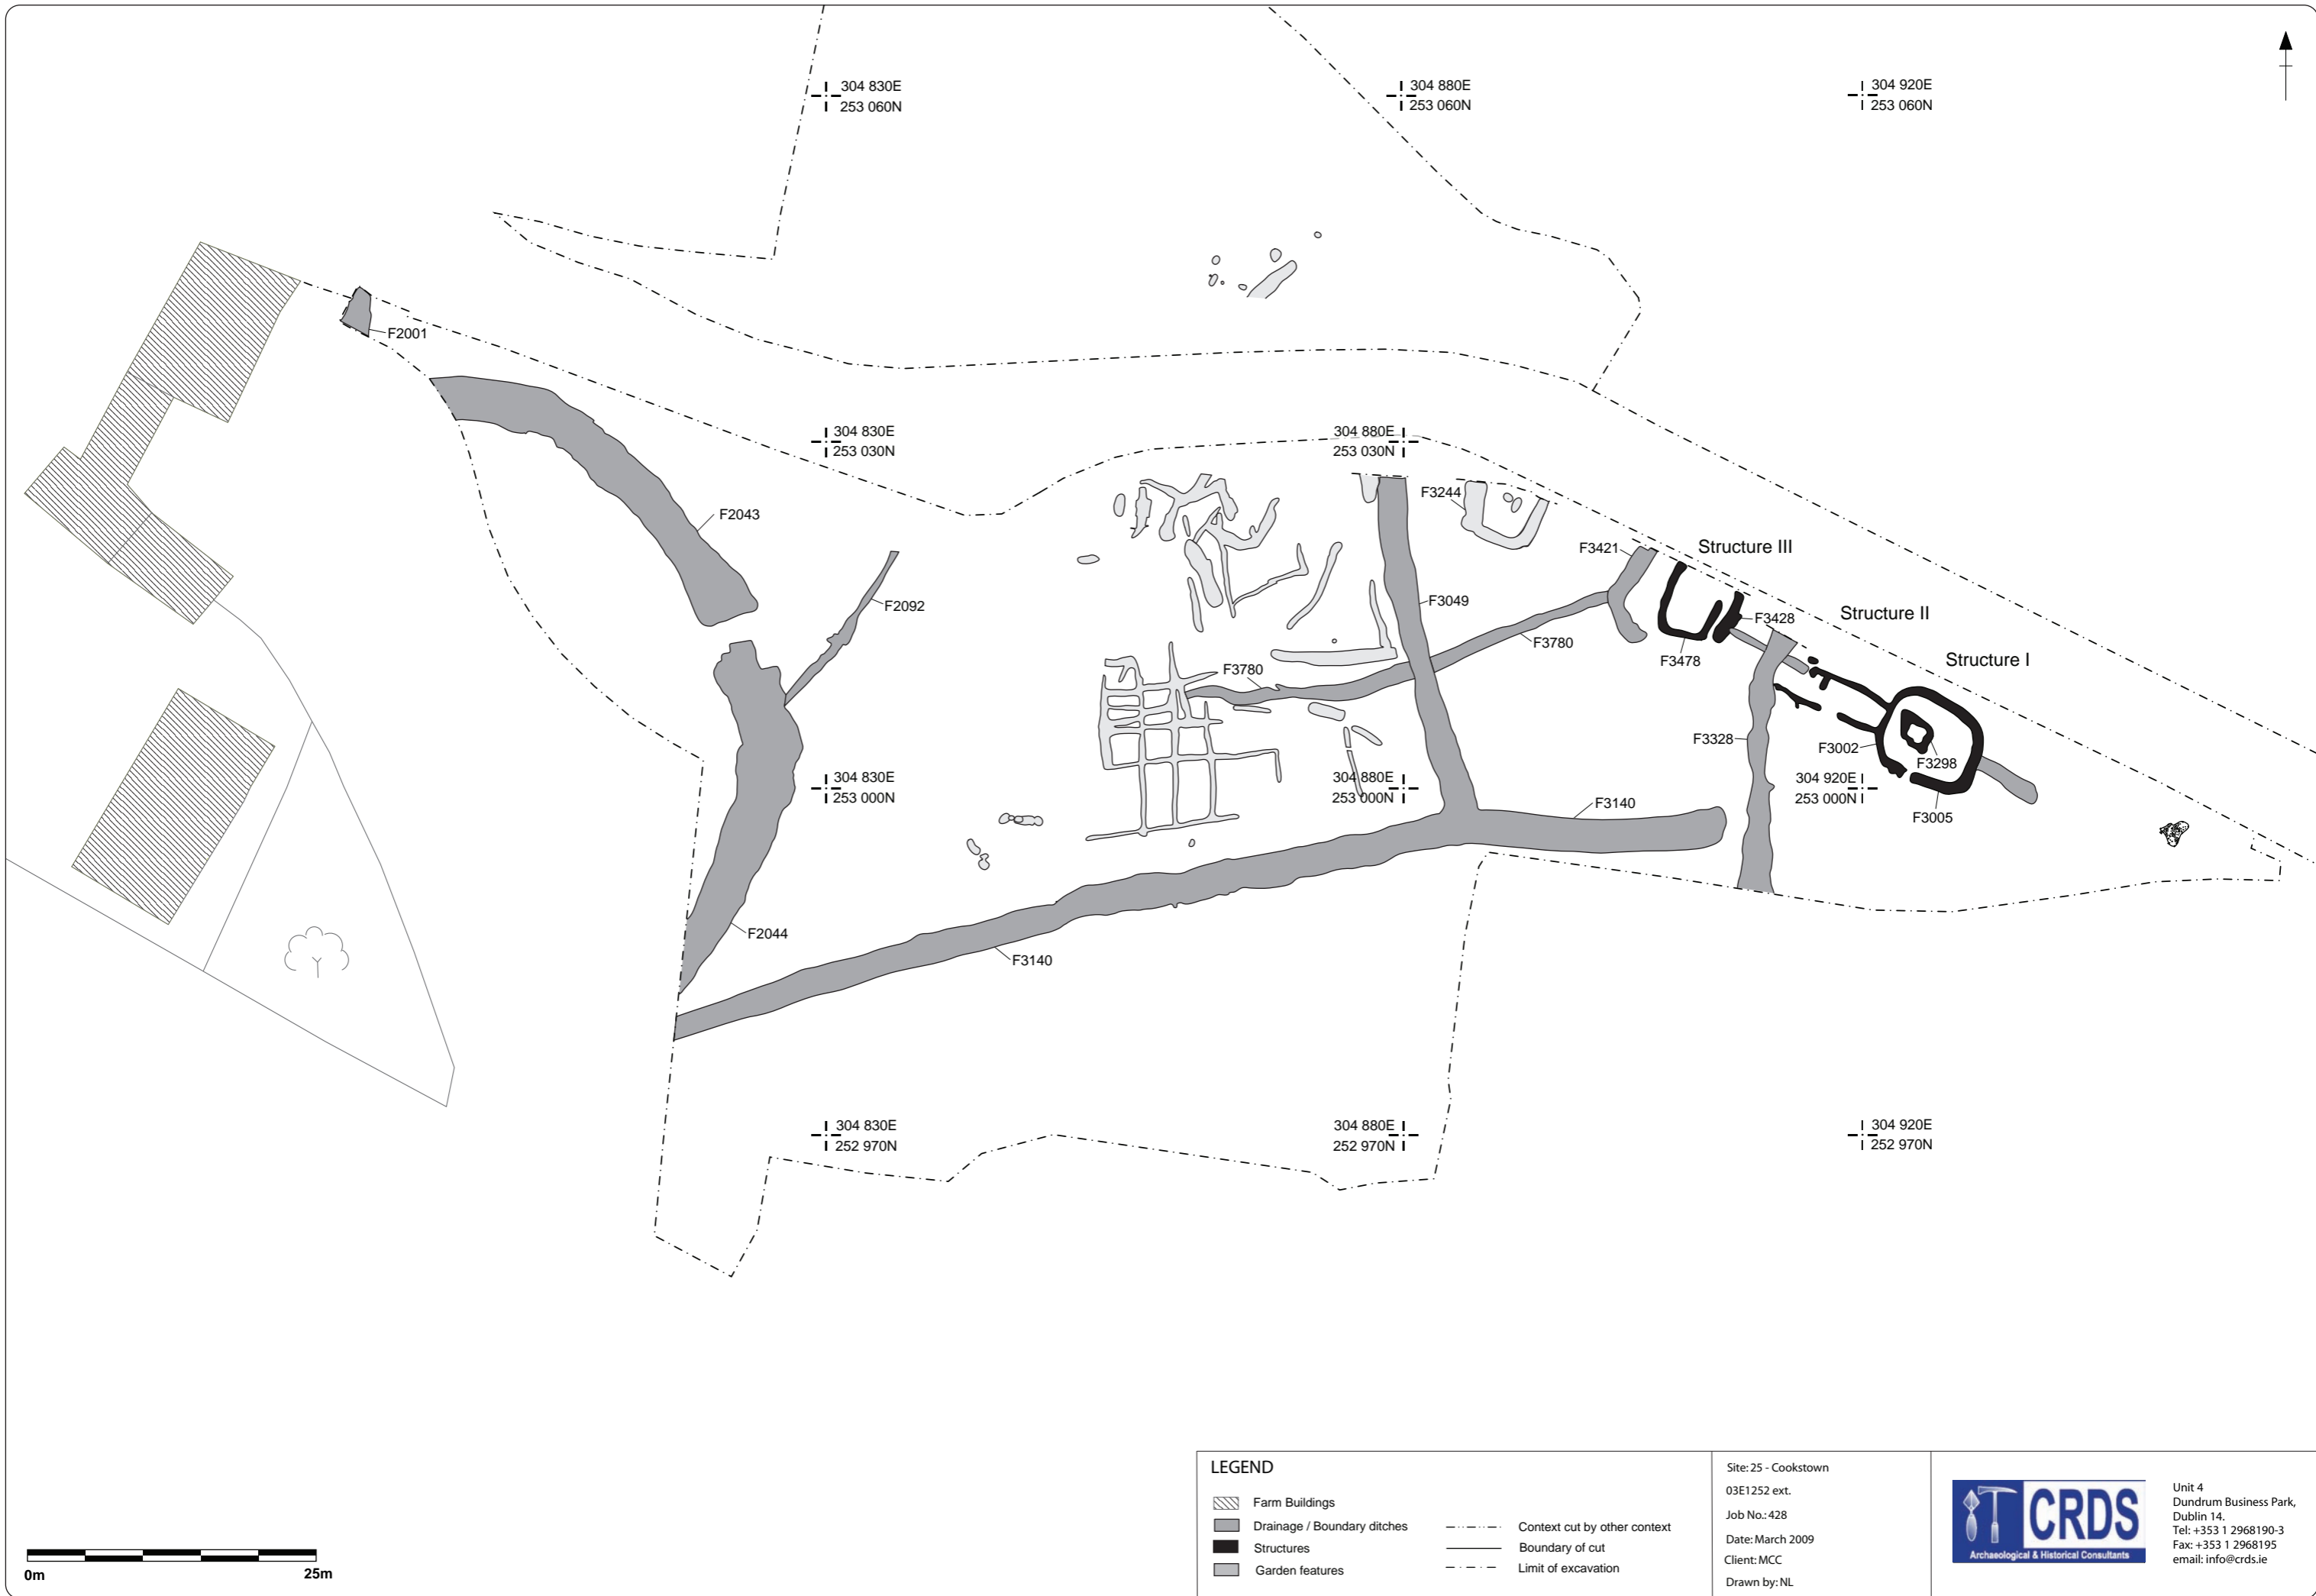 304 830E
253 060N
304 880E
253 060N
304 920E
253 060N
F2001
304 830E
253 030N
304 880E
253 030N
F3244
F2043
F3421
Structure III
F2092
F3049
Structure II
F3428
F3780
F3478
Structure I
F3780
F3328
F3002
F3298
304 830E
253 000N
304 880E
253 000N
304 920E
253 000N
F3140
F3005
F2044
F3140
304 830E
252 970N
304 880E
252 970N
304 920E
252 970N
0m
25m
LEGEND
Farm Buildings
Drainage / Boundary ditches
Structures
Garden features
Context cut by other context
Boundary of cut
Limit of excavation
Site: 25 - Cookstown
03E1252 ext.
Job No.: 428
Date: March 2009
Client: MCC
Drawn by: NL
CRDS
Archaeological & Historical Consultants
Unit 4
Dundrum Business Park,
Dublin 14.
Tel: +353 1 2968190-3
Fax: +353 1 2968195
email: info@crds.ie